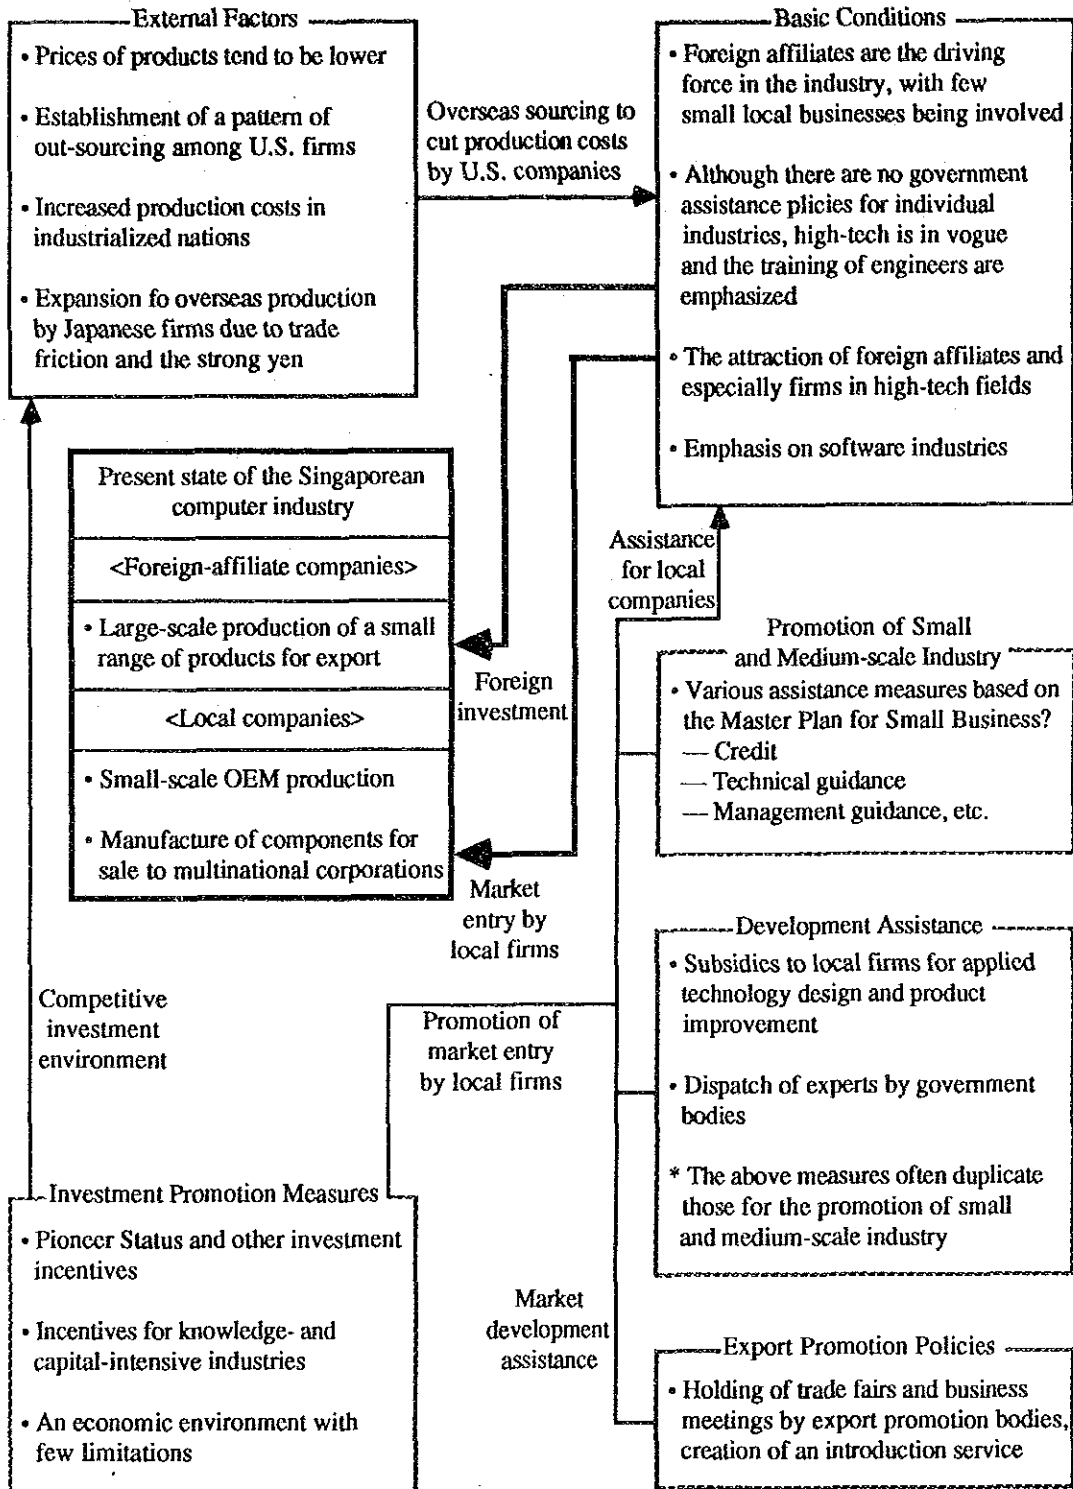 External Factors
• Prices of products tend to be lower
• Establishment of a pattern of
out-sourcing among U.S. firms
• Increased production costs in
industrialized nations
• Expansion fo overseas production
by Japanese firms due to trade
friction and the strong yen
Overseas sourcing to
cut production costs
by U.S. companies
Basic Conditions
• Foreign affiliates are the driving
force in the industry, with few
small local businesses being involved
• Although there are no government
assistance plicies for individual
industries, high-tech is in vogue
and the training of engineers are
emphasized
• The attraction of foreign affiliates and
especially firms in high-tech fields
• Emphasis on software industries
Present state of the Singaporean
computer industry
<Foreign-affiliate companies>
• Large-scale production of a small
range of products for export
<Local companies>
• Small-scale OEM production
• Manufacture of components for
sale to multinational corporations
Foreign
investment
Market
entry by
local firms
Assistance
for local
companies
Promotion of Small
and Medium-scale Industry
• Various assistance measures based on
the Master Plan for Small Business?
— Credit
— Technical guidance
— Management guidance, etc.
Development Assistance
• Subsidies to local firms for applied
technology design and product
improvement
• Dispatch of experts by government
bodies
* The above measures often duplicate
those for the promotion of small
and medium-scale industry
Competitive
investment
environment
Promotion of
market entry
by local firms
Investment Promotion Measures
• Pioneer Status and other investment
incentives
• Incentives for knowledge- and
capital-intensive industries
• An economic environment with
few limitations
Market
development
assistance
Export Promotion Policies
• Holding of trade fairs and business
meetings by export promotion bodies,
creation of an introduction service